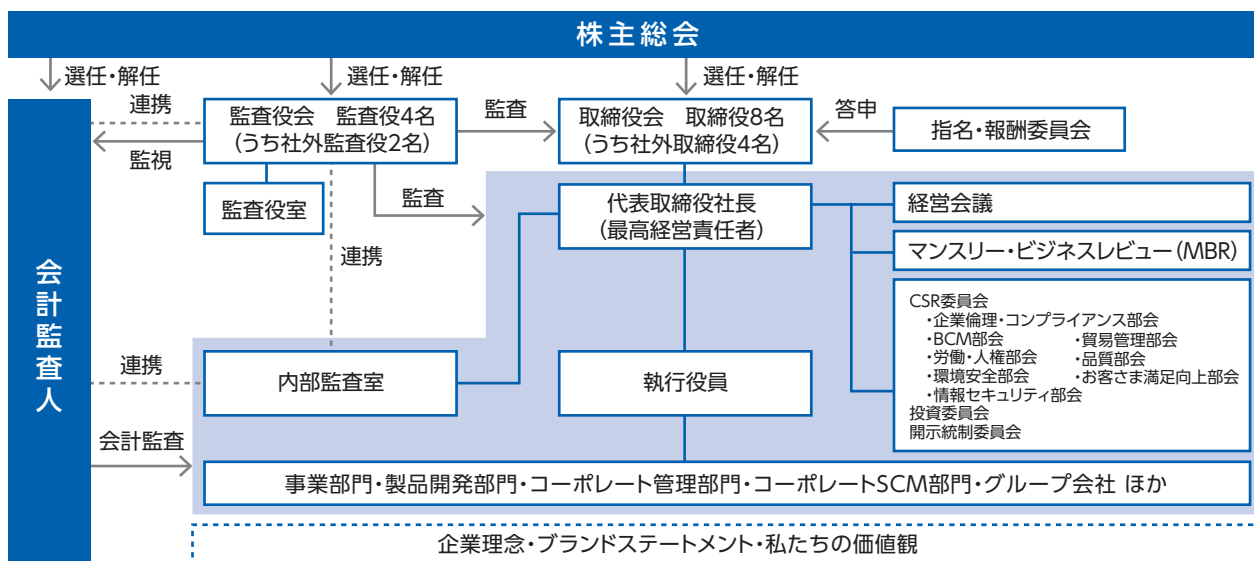 株主総会
選任・解任
選任・解任
選任・解任
連携
監視
監査役会　監査役4名
(うち社外監査役2名)
監査
取締役会　取締役8名
(うち社外取締役4名)
答申
指名・報酬委員会
監査役室
監査
連携
代表取締役社長
(最高経営責任者)
経営会議
マンスリー・ビジネスレビュー(MBR)
会計監査人
CSR委員会
・企業倫理・コンプライアンス部会
・BCM部会　・貿易管理部会
・労働・人権部会　・品質部会
・環境安全部会　・お客さま満足向上部会
・情報セキュリティ部会
投資委員会
開示統制委員会
連携
内部監査室
執行役員
会計監査
事業部門・製品開発部門・コーポレート管理部門・コーポレートSCM部門・グループ会社 ほか
企業理念・ブランドステートメント・私たちの価値観